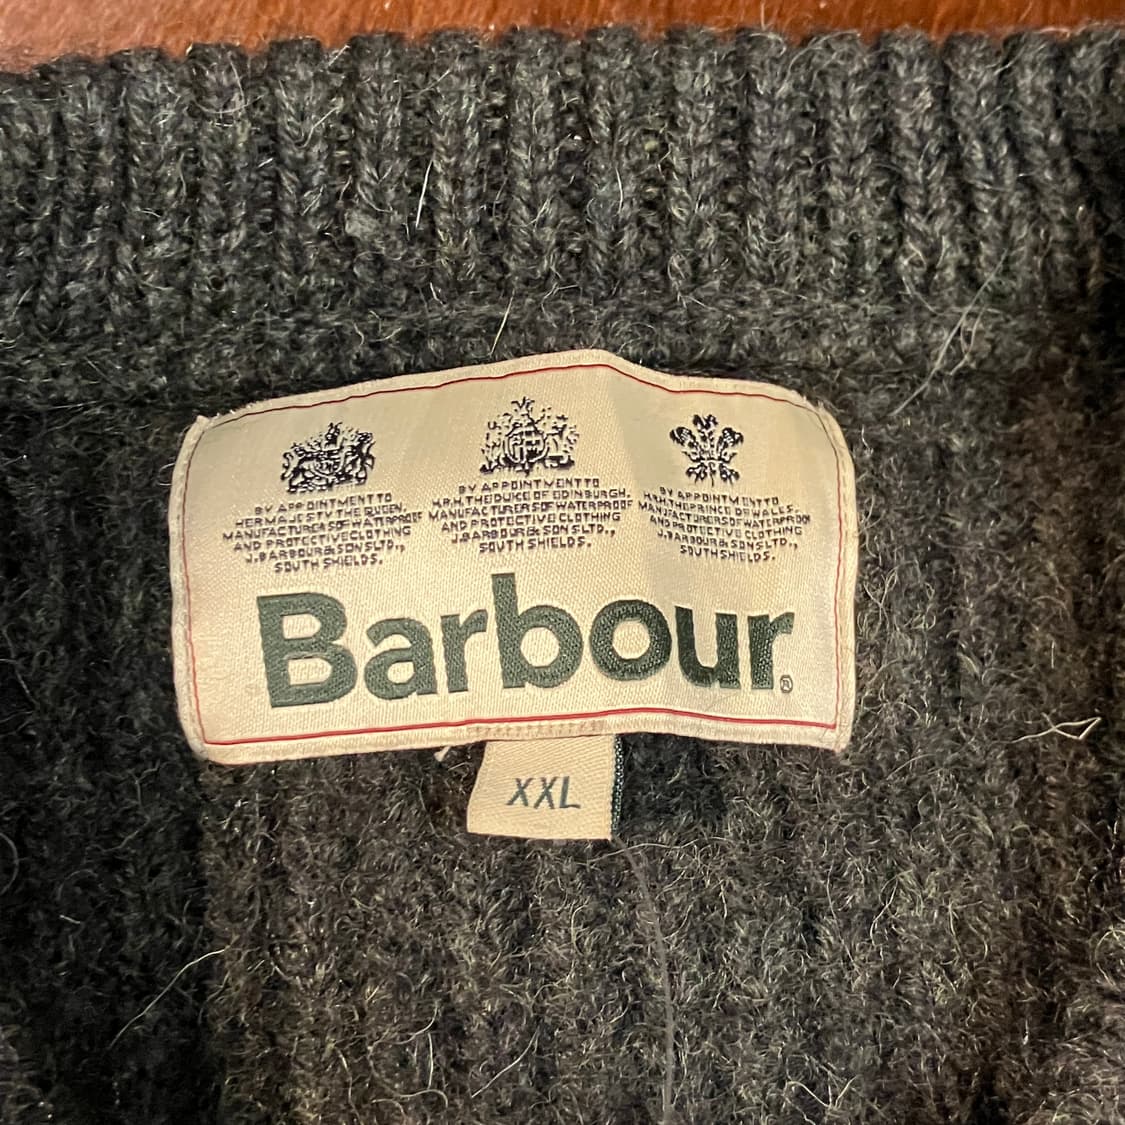 BY APPOINTMENT TO
HER MAJESTY THE QUEEN,
MANUFACTURERS OF WATERPROOF
AND PROTECTIVE CLOTHING
J. BARBOUR & SONS LTD.,
SOUTH SHIELDS.
BY APPOINTMENT TO
H.R.H. THE DUKE OF EDINBURGH,
MANUFACTURERS OF WATERPROOF
AND PROTECTIVE CLOTHING
J. BARBOUR & SONS LTD.,
SOUTH SHIELDS.
BY APPOINTMENT TO
H.R.H. THE PRINCE OF WALES,
MANUFACTURERS OF WATERPROOF
AND PROTECTIVE CLOTHING
J. BARBOUR & SONS LTD.,
SOUTH SHIELDS.
Barbour®
XXL